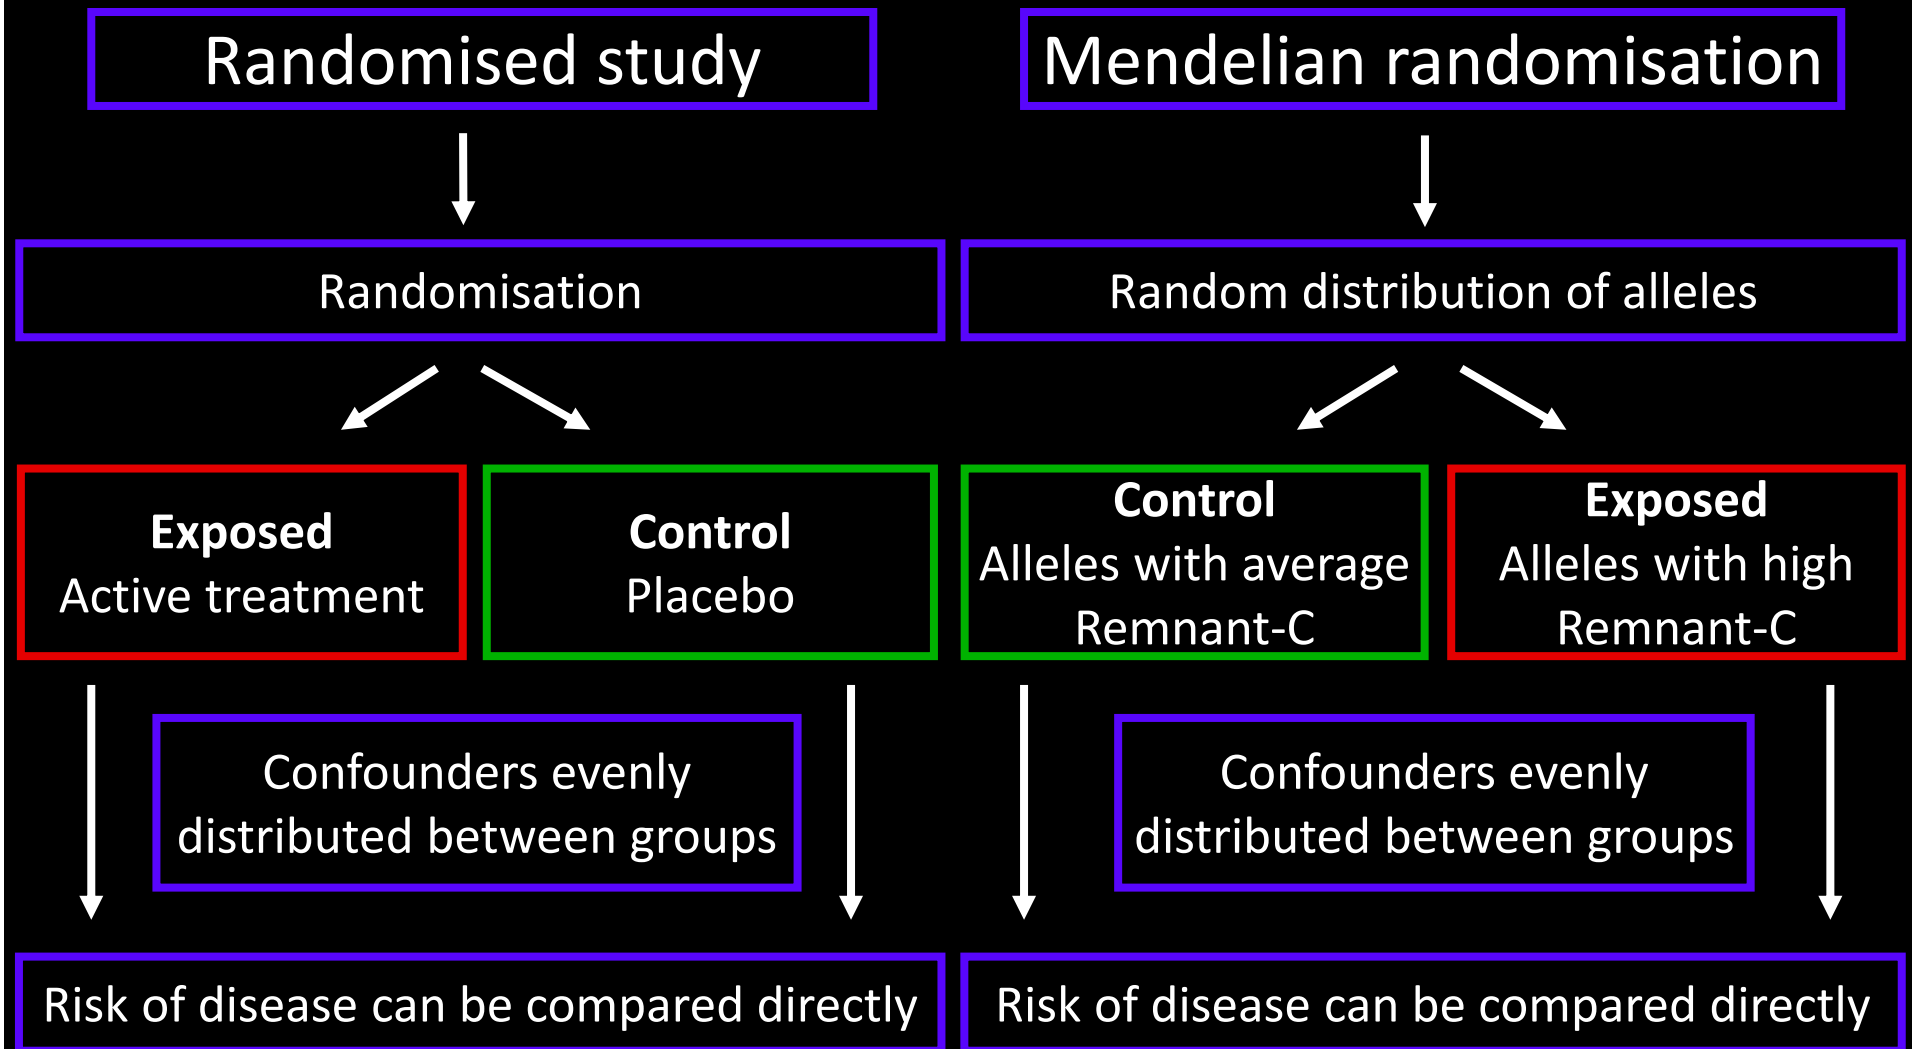 Randomised study
Mendelian randomisation
Randomisation
Random distribution of alleles
Exposed
Active treatment
Control
Placebo
Control
Alleles with average
Remnant-C
Exposed
Alleles with high
Remnant-C
Confounders evenly
distributed between groups
Confounders evenly
distributed between groups
Risk of disease can be compared directly
Risk of disease can be compared directly